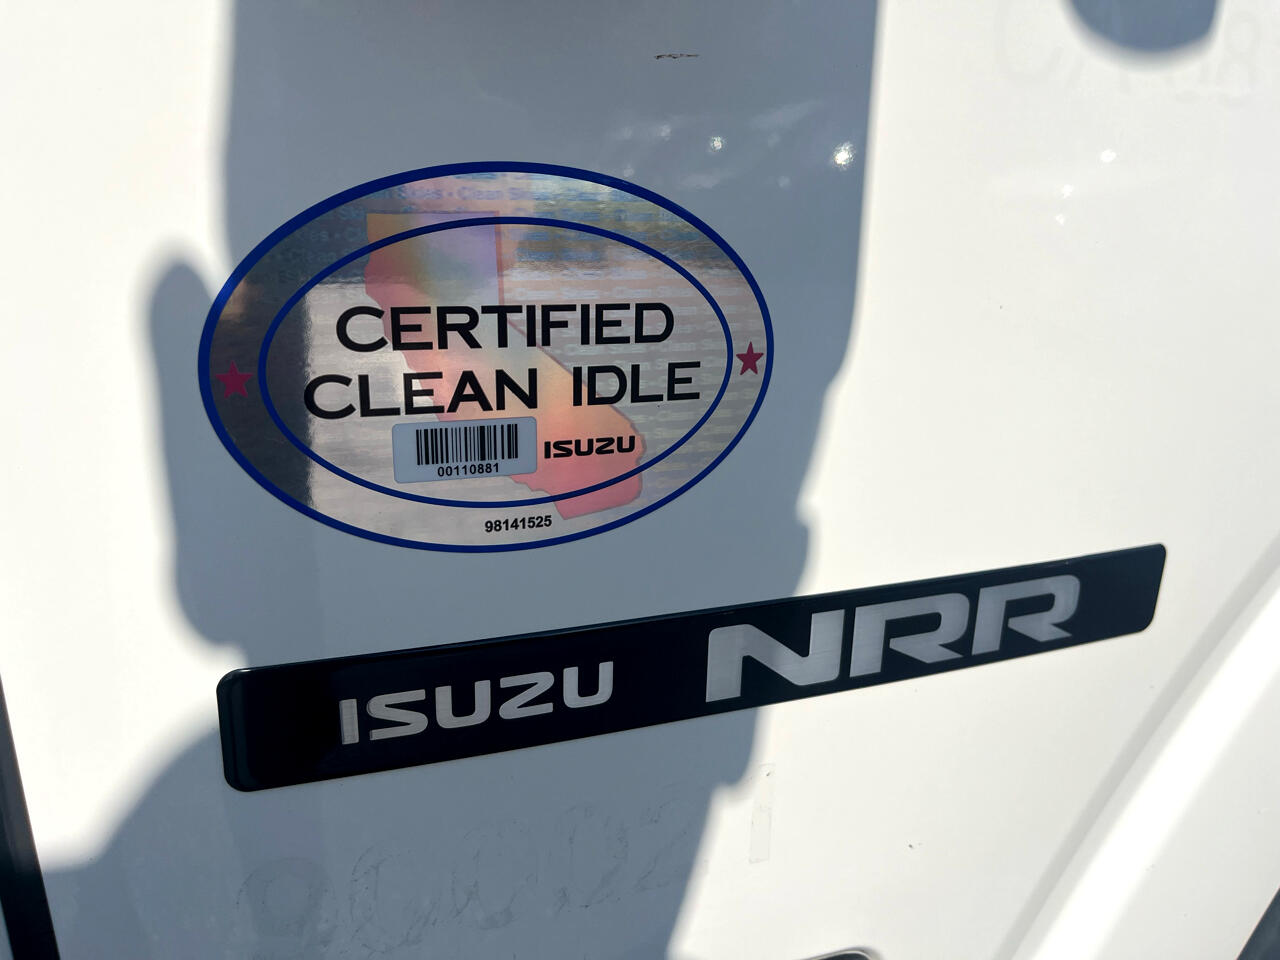 CERTIFIED
CLEAN IDLE
00110881
ISUZU
98141525
ISUZU NRR